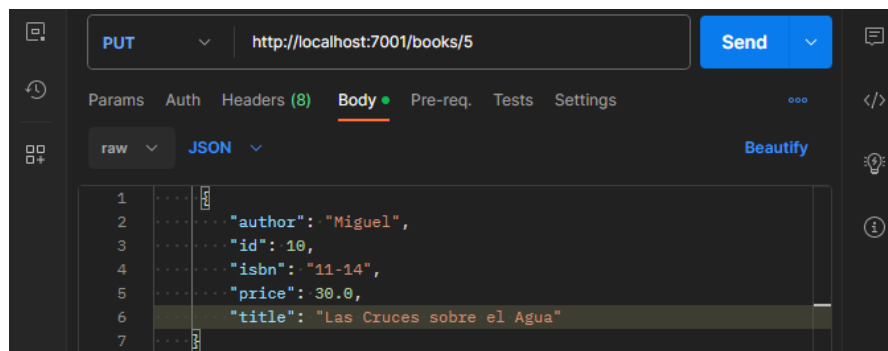 PUT http://localhost:7001/books/5 Send
Params Auth Headers (8) Body Pre-req. Tests Settings
raw JSON Beautify
1 {
2 "author": "Miguel",
3 "id": 10,
4 "isbn": "11-14",
5 "price": 30.0,
6 "title": "Las Cruces sobre el Agua"
7 }